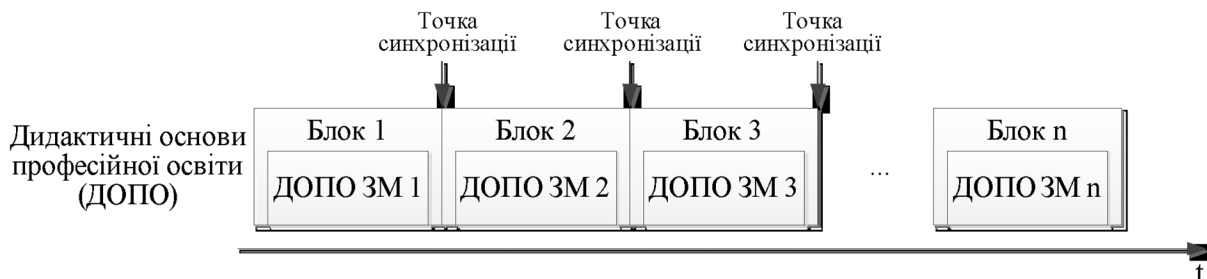 Точка
синхронізації
Точка
синхронізації
Точка
синхронізації
Дидактичні основи
професійної освіти
(ДОПО)
Блок 1
ДОПО ЗМ 1
Блок 2
ДОПО ЗМ 2
Блок 3
ДОПО ЗМ 3
...
Блок n
ДОПО ЗМ n
t